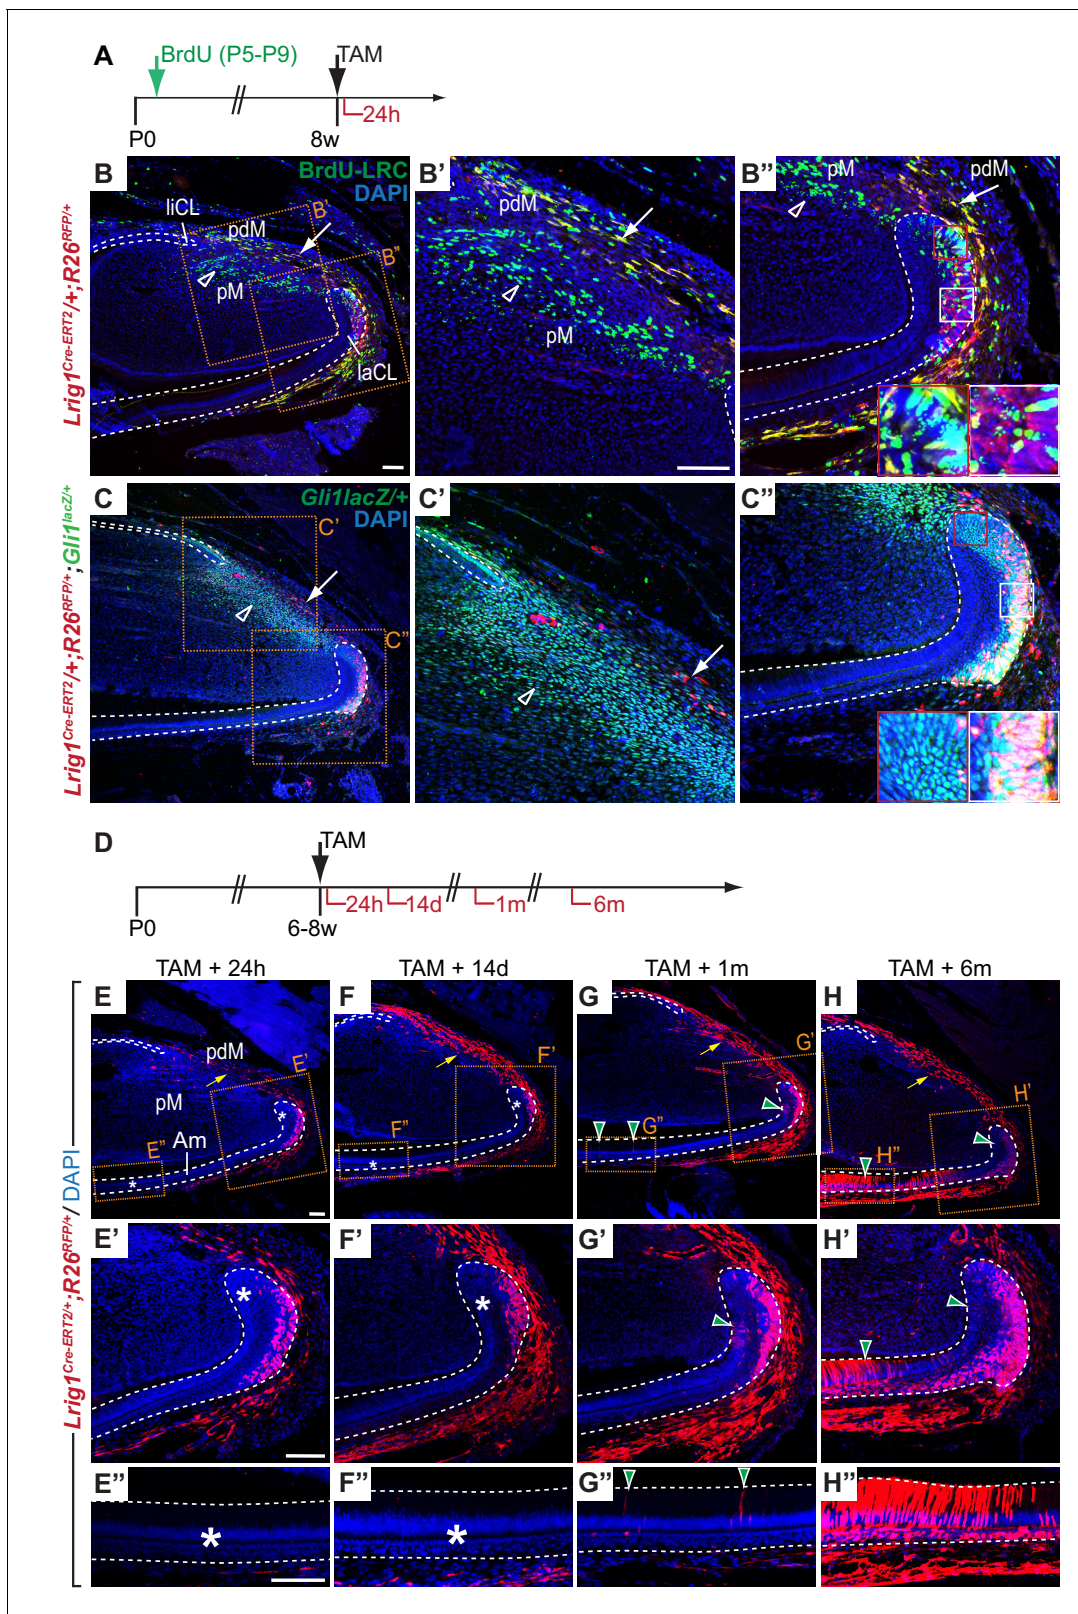 A
BrdU (P5-P9)
TAM
24h
P0
8w
Lrig1Cre-ERT2/+;R26RFP/+
B
BrdU-LRC
DAPI
liCL
pdM
B'
B"
pM
laCL
B'
pdM
pM
B"
pM
pdM
Lrig1Cre-ERT2/+;R26RFP/+;Gli1lacZ/+
C
Gli1lacZ/+
DAPI
C'
C"
C'
C"
D
TAM
24h
14d
1m
6m
P0
6-8w
TAM + 24h
TAM + 14d
TAM + 1m
TAM + 6m
Lrig1Cre-ERT2/+;R26RFP/+ / DAPI
E
pdM
E'
pM
E"
Am
*
*
F
F'
F"
*
*
G
G'
G"
H
H'
H"
E'
*
F'
*
G'
H'
E"
*
F"
*
G"
H"